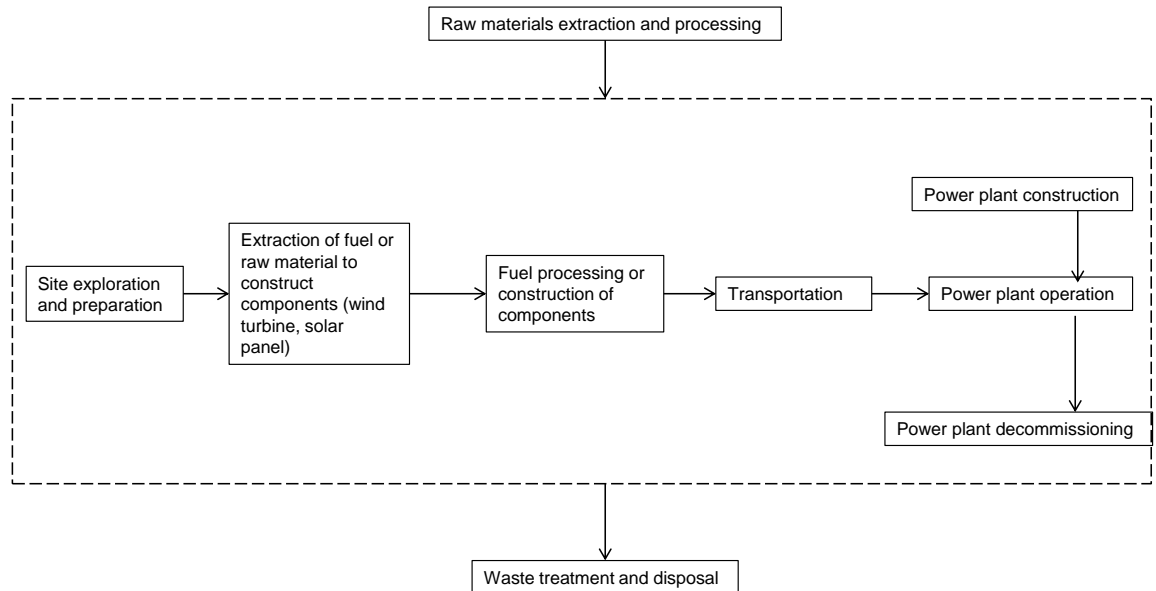 Raw materials extraction and processing
Power plant construction
Site exploration
and preparation
Extraction of fuel or
raw material to
construct
components (wind
turbine, solar
panel)
Fuel processing or
construction of
components
Transportation
Power plant operation
Power plant decommissioning
Waste treatment and disposal